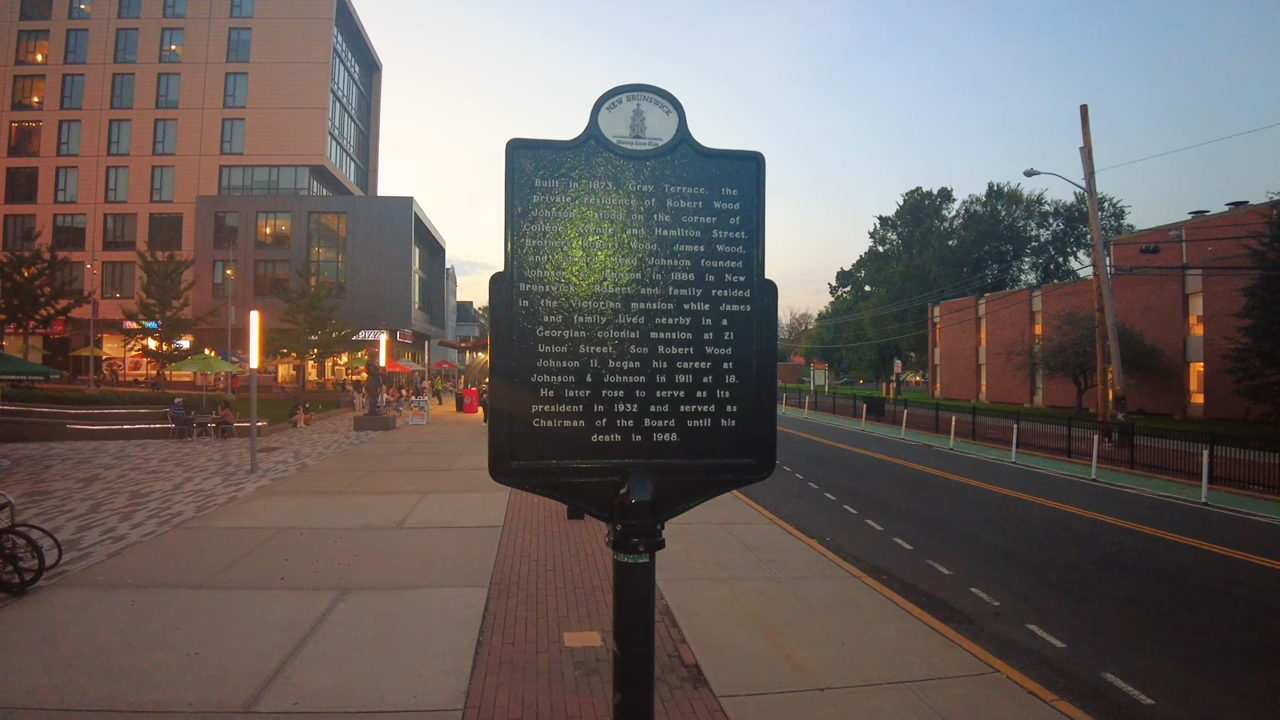 NEW BRUNSWICK
Built in 1873, Gray Terrace, the
private residence of Robert Wood
Johnson stood on the corner of
College Avenue and Hamilton Street.
Brothers Robert Wood, James Wood,
and Edward Mead Johnson founded
Johnson & Johnson in 1886 in New
Brunswick. Robert and family resided
in the Victorian mansion while James
and family lived nearby in a
Georgian colonial mansion at 21
Union Street. Son Robert Wood
Johnson II, began his career at
Johnson & Johnson in 1911 at 18.
He later rose to serve as its
president in 1932 and served as
Chairman of the Board until his
death in 1968.
PIZZA